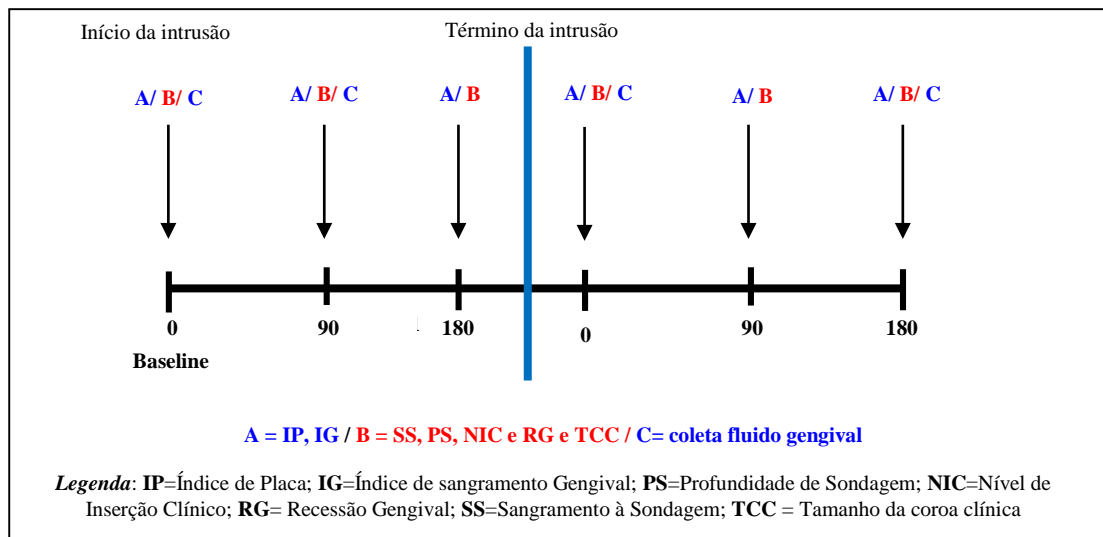 Início da intrusão Término da intrusão
A/ B/ C A/ B/ C A/ B A/ B/ C A/ B A/ B/ C
0 90 180 0 90 180
Baseline
A = IP, IG / B = SS, PS, NIC e RG e TCC / C= coleta fluido gengival
Legenda: IP=Índice de Placa; IG=Índice de sangramento Gengival; PS=Profundidade de Sondagem; NIC=Nível de
Inserção Clínico; RG= Recessão Gengival; SS=Sangramento à Sondagem; TCC = Tamanho da coroa clínica